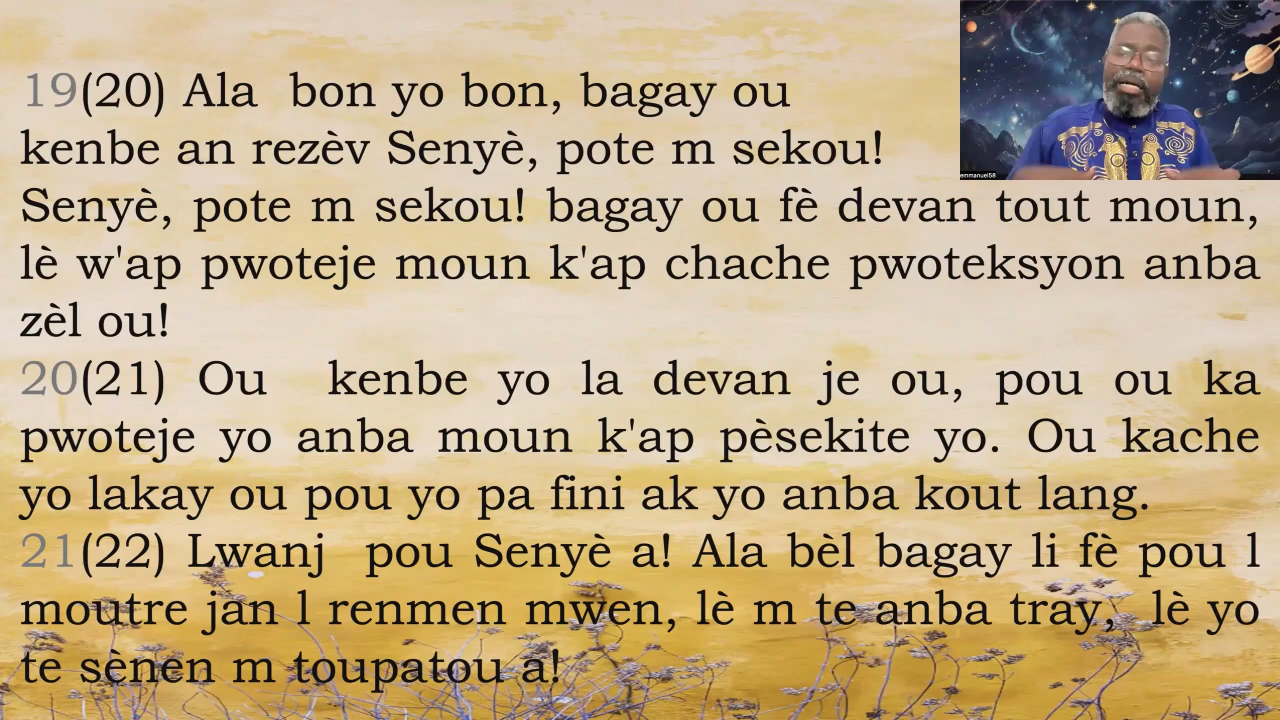 19(20) Ala bon yo bon, bagay ou
kenbe an rezèv Senyè, pote m sekou!
Senyè, pote m sekou! bagay ou fè devan tout moun,
lè w'ap pwoteje moun k'ap chache pwoteksyon anba
zèl ou!
20(21) Ou kenbe yo la devan je ou, pou ou ka
pwoteje yo anba moun k'ap pèsekite yo. Ou kache
yo lakay ou pou yo pa fini ak yo anba kout lang.
21(22) Lwanj pou Senyè a! Ala bèl bagay li fè pou l
moutre jan l renmen mwen, lè m te anba tray, lè yo
te sènen m toupatou a!
emmanuel58